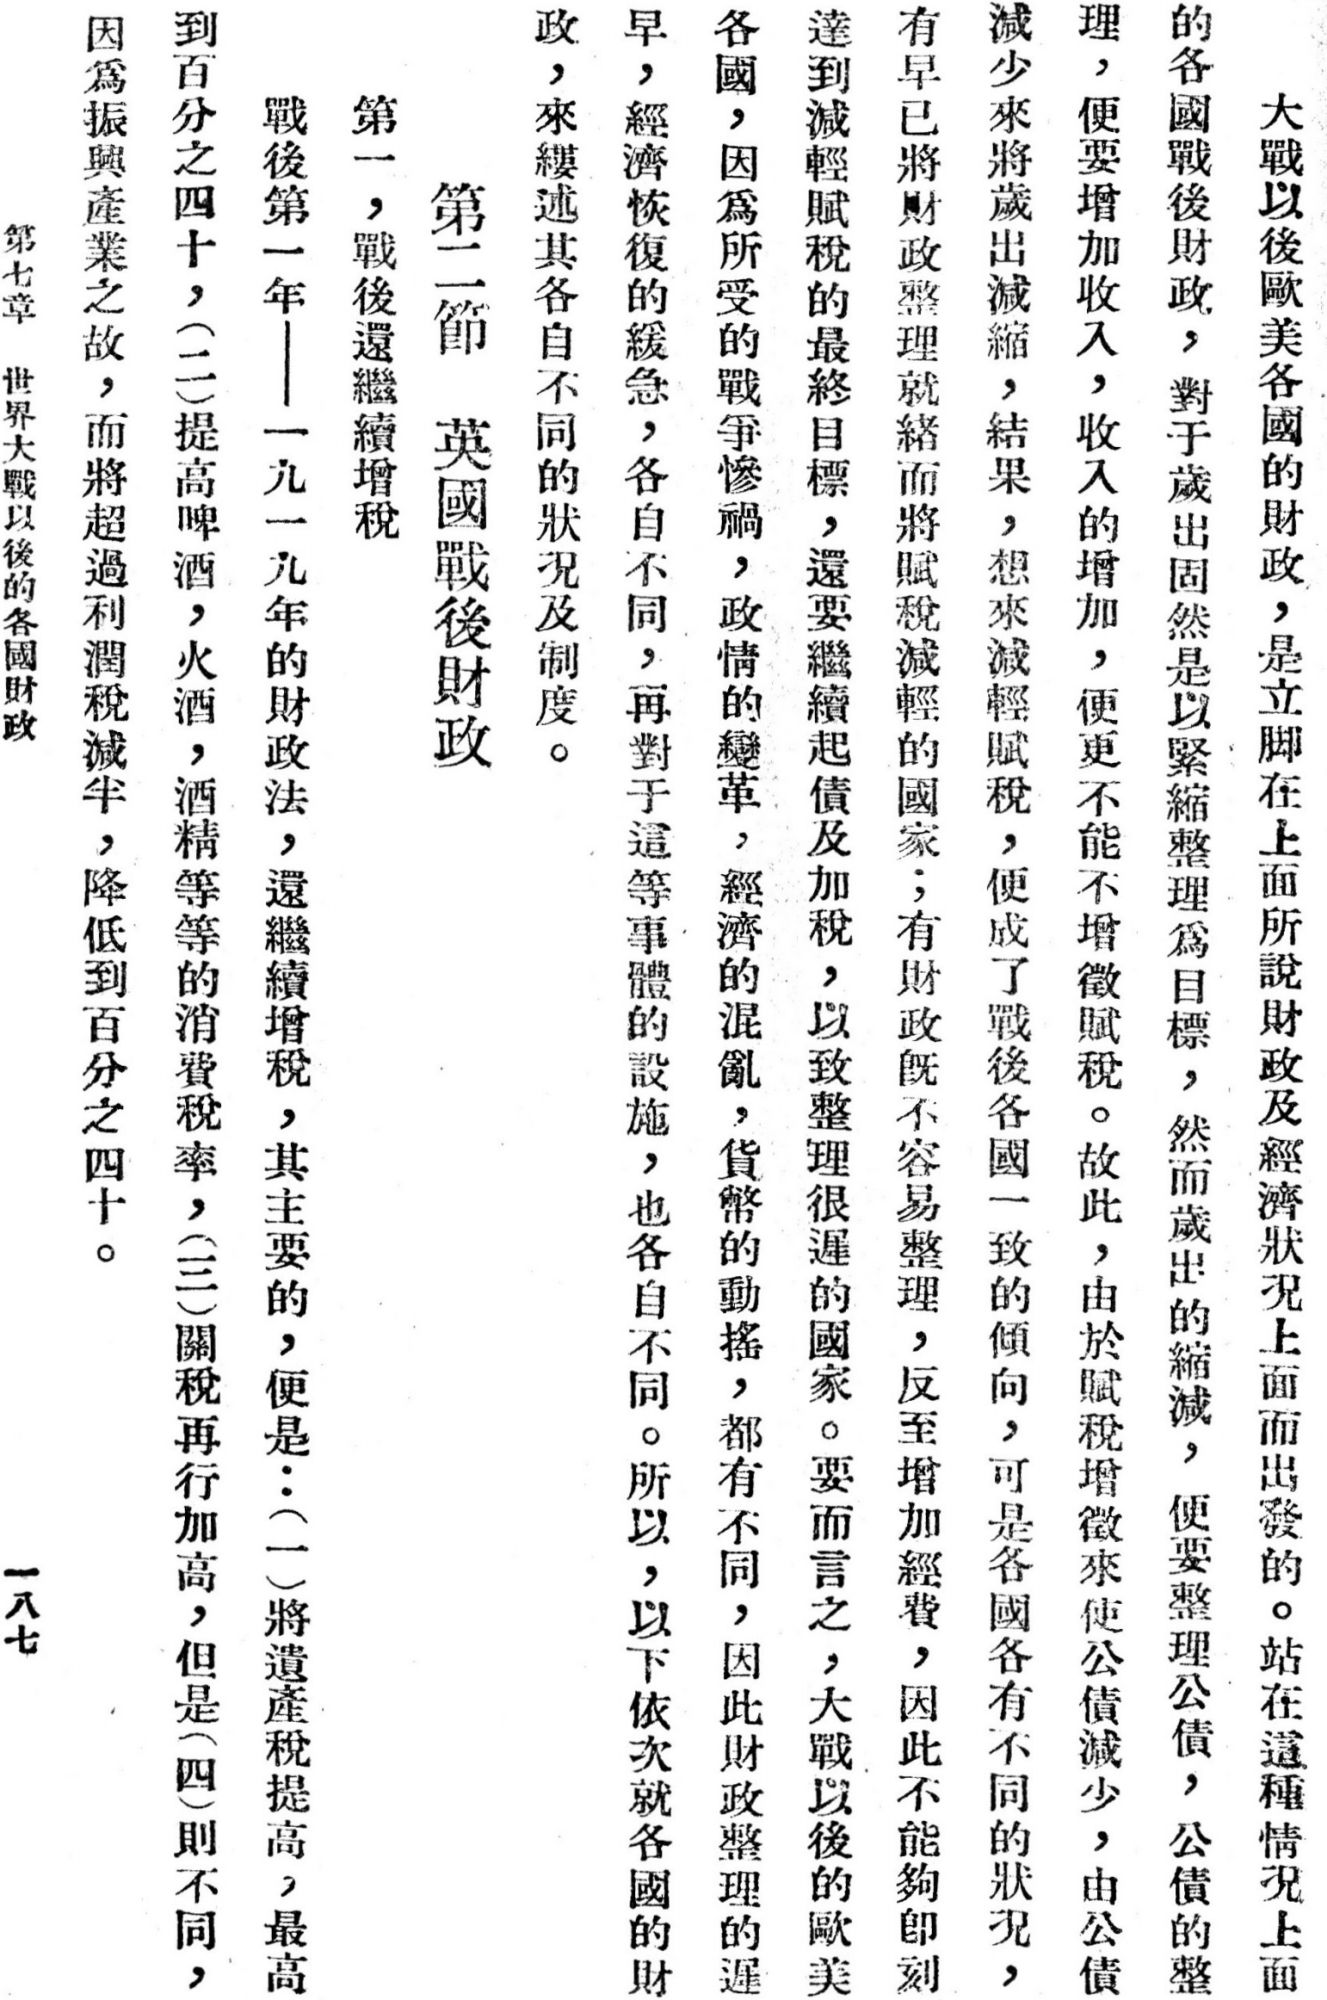 大戰以後歐美各國的財政，是立脚在上面所說財政及經濟狀況上面而出發的。站在這種情況上面
的各國戰後財政，對于歲出固然是以緊縮整理爲目標，然而歲出的縮減，便要整理公債，公債的整
理，便要增加收入，收入的增加，便更不能不增徵賦稅。故此，由於賦稅增徵來使公債減少，由公債
減少來將歲出減縮，結果，想來減輕賦稅，便成了戰後各國一致的傾向，可是各國各有不同的狀況，
有早已將財政整理就緒而將賦稅減輕的國家；有財政旣不容易整理，反至增加經費，因此不能夠卽刻
達到減輕賦稅的最終目標，還要繼續起債及加稅，以致整理很遲的國家。要而言之，大戰以後的歐美
各國，因爲所受的戰爭慘禍，政情的變革，經濟的混亂，貨幣的動搖，都有不同，因此財政整理的遲
早，經濟恢復的緩急，各自不同，再對于這等事體的設施，也各自不同。所以，以下依次就各國的財
政，來縷述其各自不同的狀況及制度。
第二節　英國戰後財政
第一，戰後還繼續增稅
戰後第一年——一九一九年的財政法，還繼續增稅，其主要的，便是：（一）將遺產稅提高，最高
到百分之四十，（二）提高啤酒，火酒，酒精等等的消費稅率，（三）關稅再行加高，但是（四）則不同，
因爲振興產業之故，而將超過利潤稅減半，降低到百分之四十。
第七章　世界大戰以後的各國財政
一八七